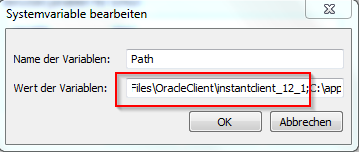 Systemvariable bearbeiten
Name der Variablen: Path
Wert der Variablen: Files\OracleClient\instantclient_12_1;C:\app
OK Abbrechen